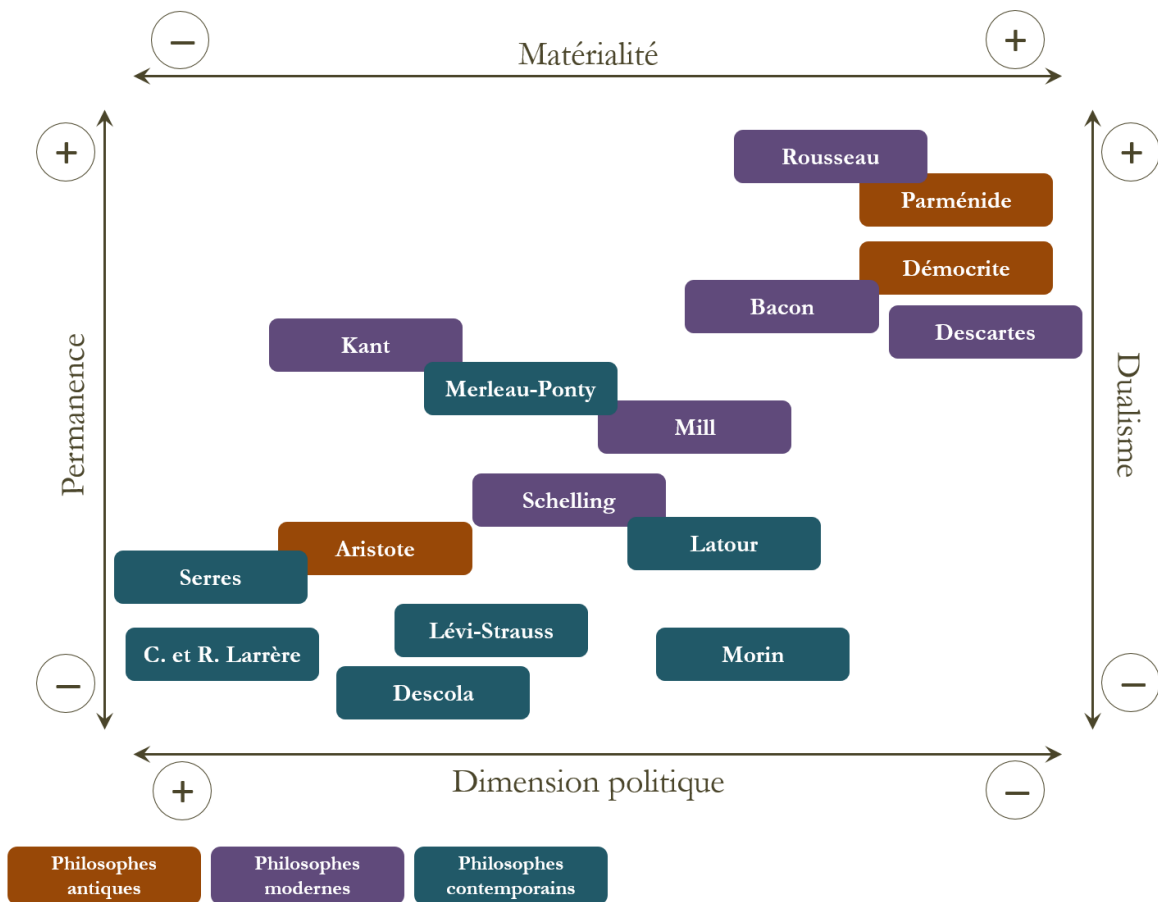 − +
Matérialité
+ +
Rousseau
Parménide
Démocrite
Bacon
Descartes
Kant
Merleau-Ponty
Mill
Permanence
Dualisme
Schelling
Latour
Aristote
Serres
Lévi-Strauss
C. et R. Larrère
Morin
Descola
− −
Dimension politique
+ −
Philosophes
antiques
Philosophes
modernes
Philosophes
contemporains